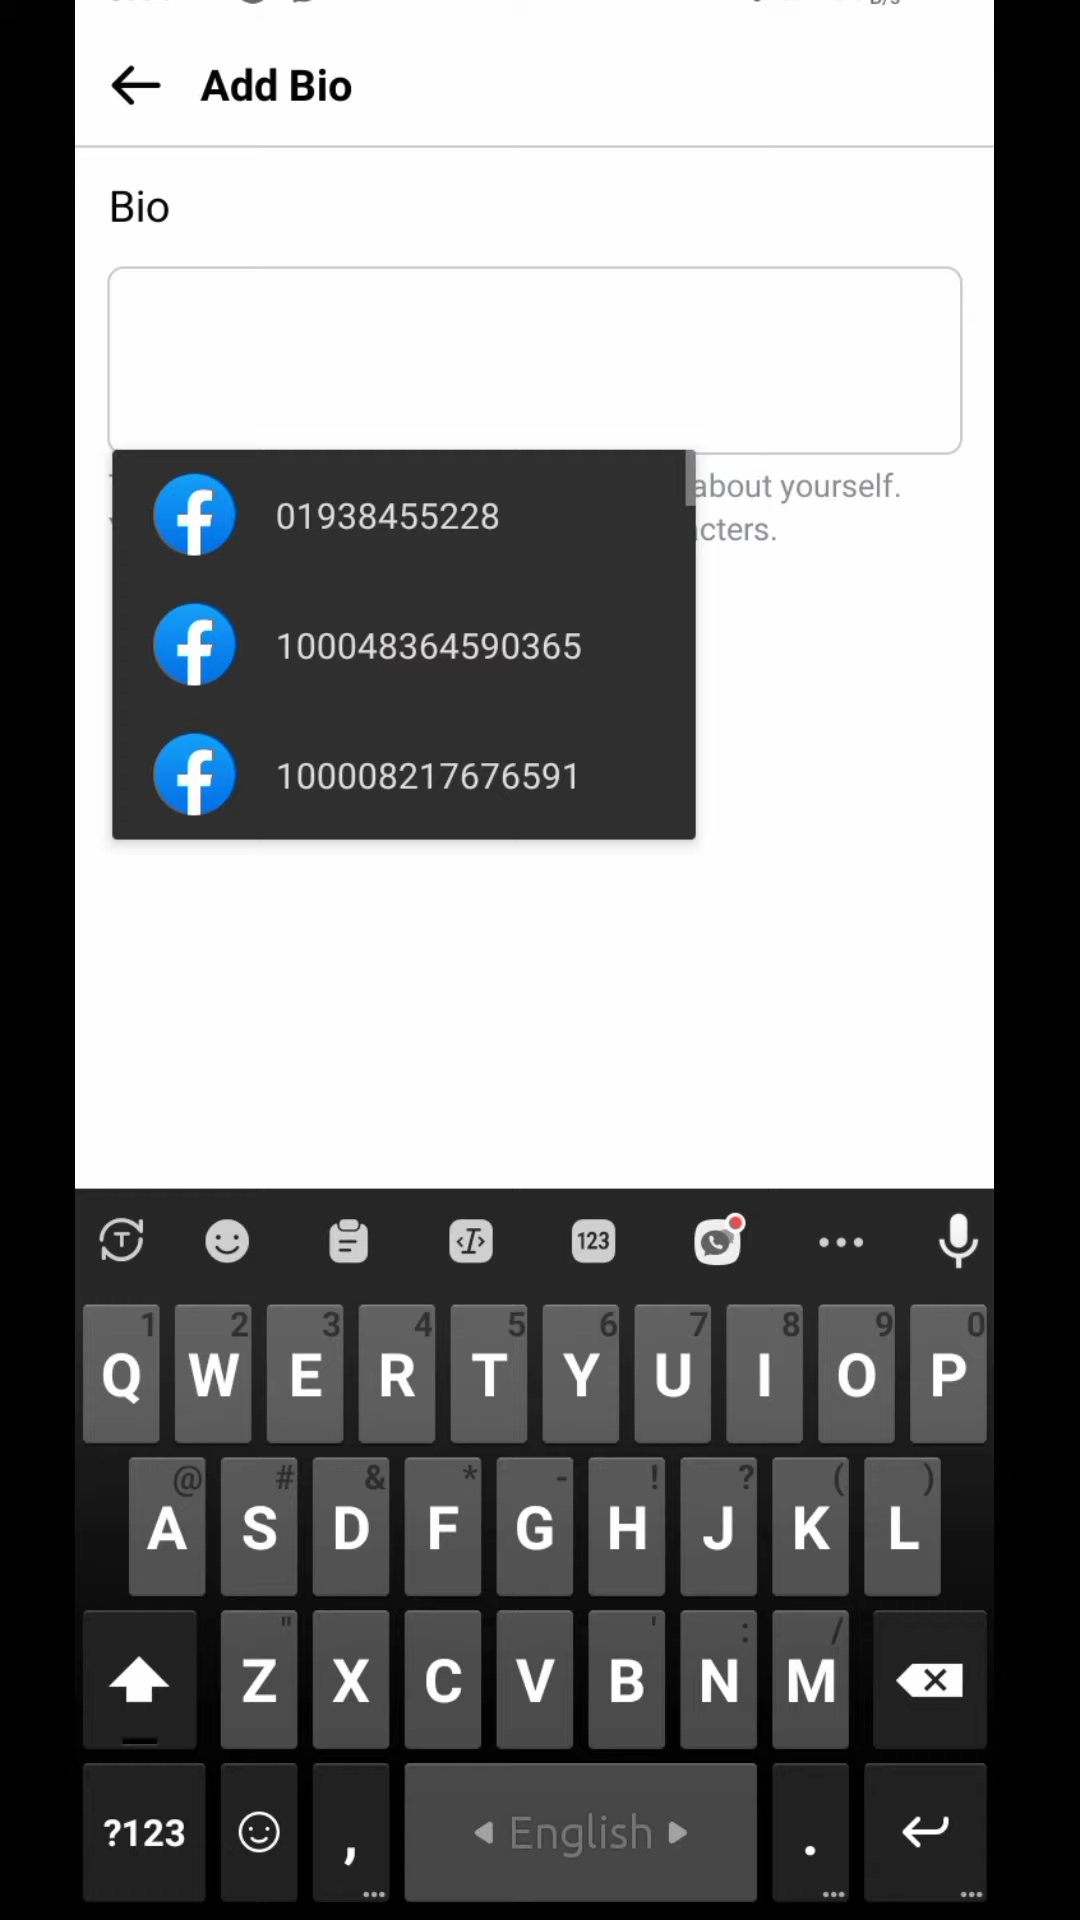 Add Bio
Bio
about yourself.
cters.
01938455228
100048364590365
100008217676591
T 123
1 2 3 4 5 6 7 8 9 0
Q W E R T Y U I O P
@ # & * - ! ? ( )
A S D F G H J K L
" ' : /
Z X C V B N M
?123 , English .